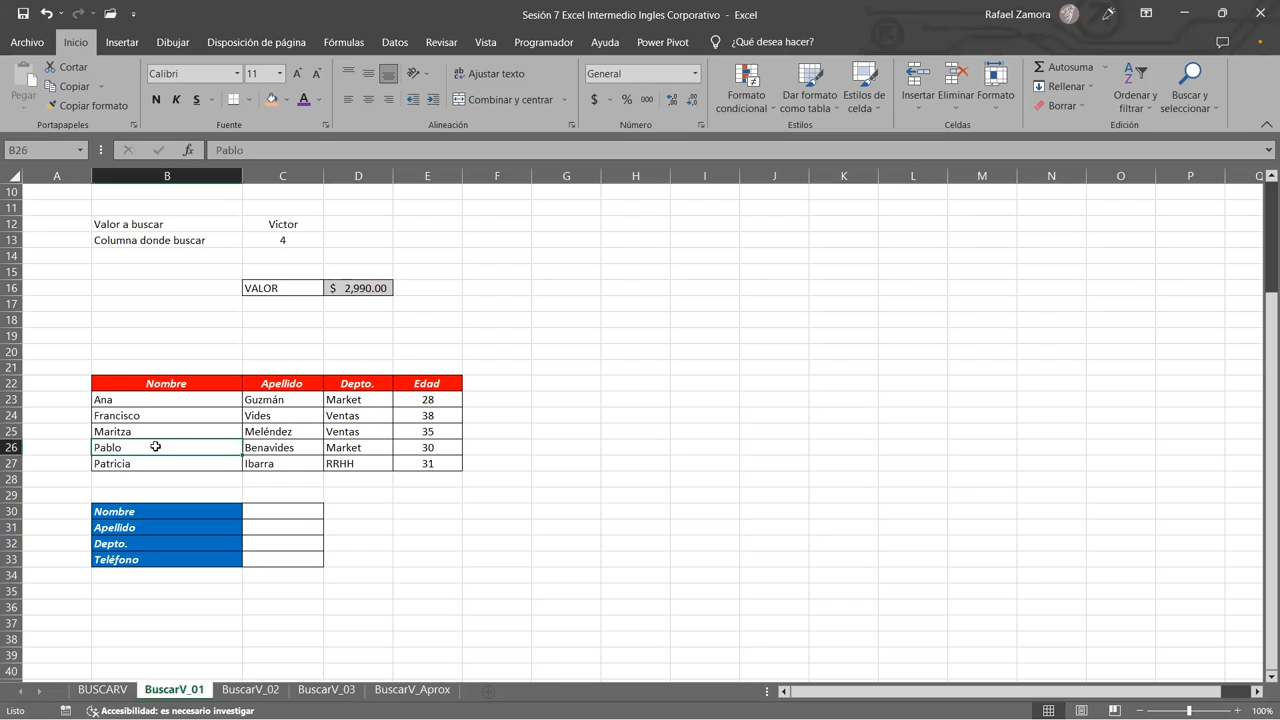 Sesión 7 Excel Intermedio Ingles Corporativo - Excel
Rafael Zamora
Archivo Inicio Insertar Dibujar Disposición de página Fórmulas Datos Revisar Vista Programador Ayuda Power Pivot ¿Qué desea hacer?
Pegar
Cortar
Copiar
Copiar formato
Portapapeles
Calibri 11
N K S
Fuente
Ajustar texto
Combinar y centrar
Alineación
General
$ % 000
Número
Formato condicional
Dar formato como tabla
Estilos de celda
Estilos
Insertar Eliminar Formato
Celdas
Autosuma
Rellenar
Borrar
Ordenar y filtrar
Buscar y seleccionar
Edición
B26 fx Pablo
A B C D E F G H I J K L M N O P Q
10
11
12 Valor a buscar Victor
13 Columna donde buscar 4
14
15
16 VALOR $ 2,990.00
17
18
19
20
21
22 Nombre Apellido Depto. Edad
23 Ana Guzmán Market 28
24 Francisco Vides Ventas 38
25 Maritza Meléndez Ventas 35
26 Pablo Benavides Market 30
27 Patricia Ibarra RRHH 31
28
29
30 Nombre
31 Apellido
32 Depto.
33 Teléfono
34
35
36
37
38
39
40
BUSCARV BuscarV_01 BuscarV_02 BuscarV_03 BuscarV_Aprox
Listo Accesibilidad: es necesario investigar 100%